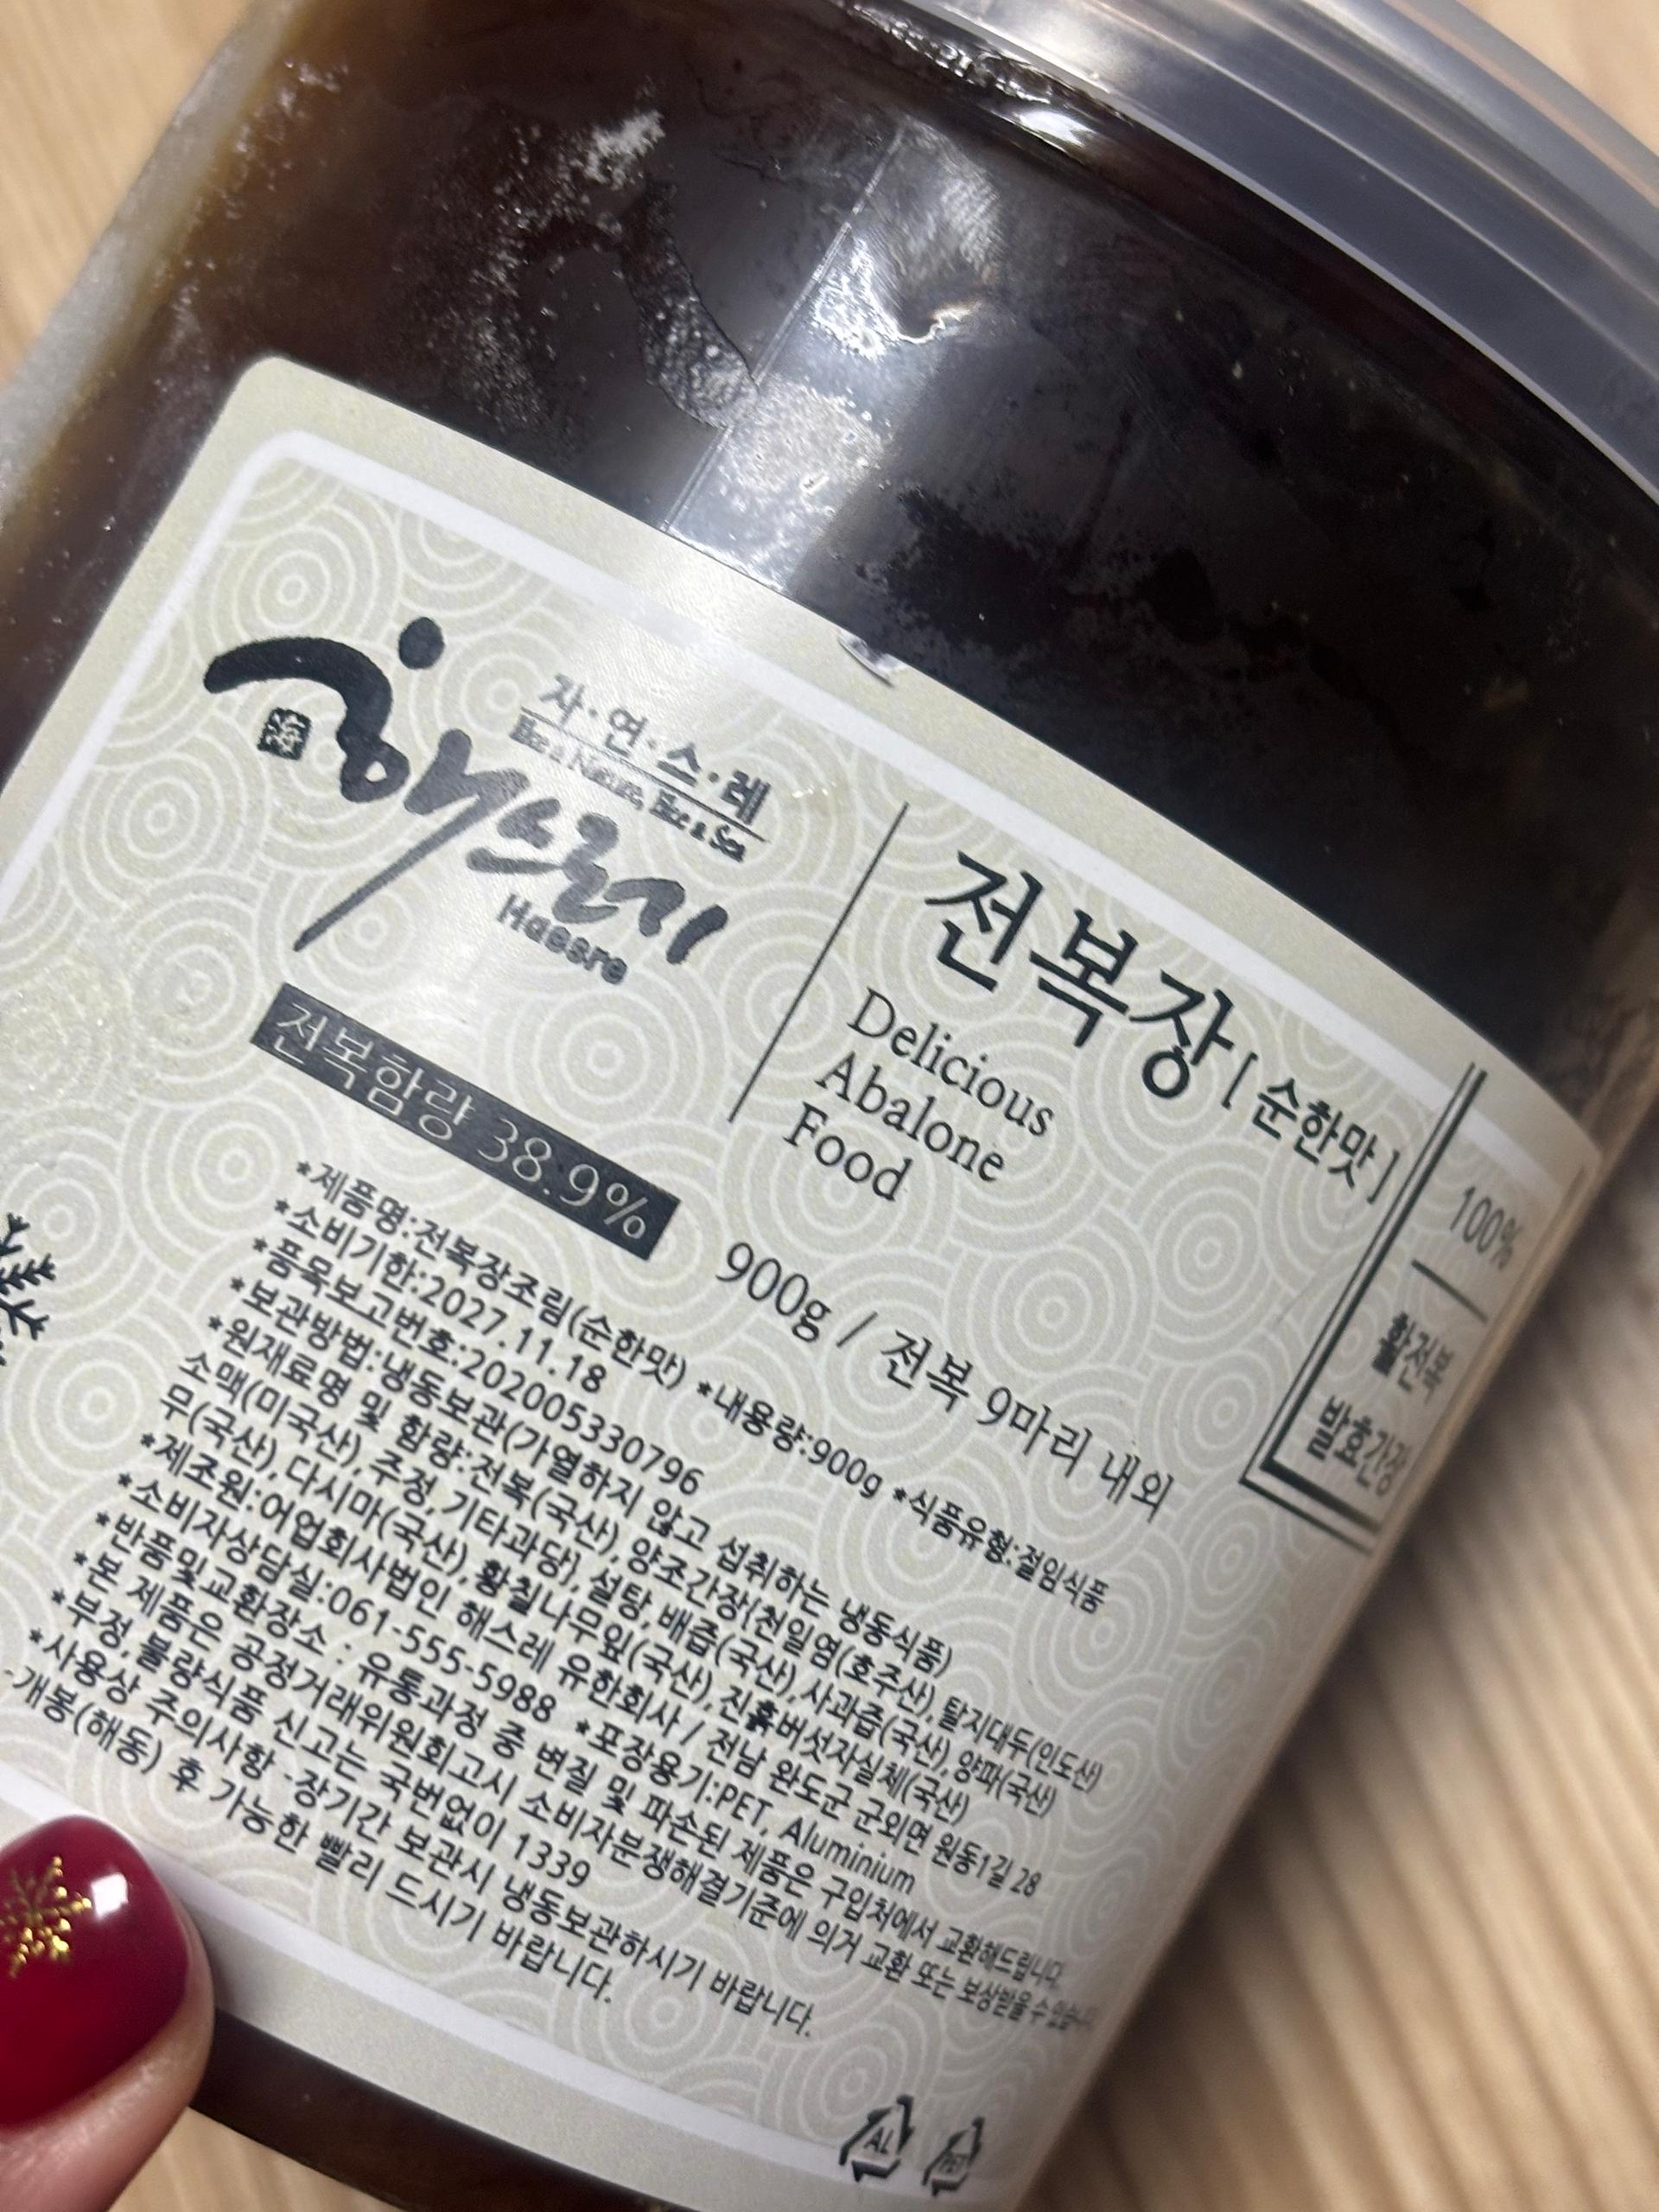 자·연·스·레
Bee a Nature, Bee a Sea
해스레
Haesre
전복함량 38.9%
전복장 [순한맛]
Delicious
Abalone
Food
900g / 전복 9마리 내외
100%
활전복
발효간장
*제품명:전복장조림(순한맛) *내용량:900g *식품유형:절임식품
*소비기한:2027.11.18
*품목보고번호:2020053307​96
*보관방법:냉동보관(가열하지 않고 섭취하는 냉동식품)
*원재료명 및 함량:전복(국산), 양조간장{천일염(호주산), 탈지대두(인도산)
소맥(미국산), 주정, 기타과당}, 설탕, 배즙(국산), 사과즙(국산), 양파(국산)
무(국산), 다시마(국산), 황칠나무잎(국산), 진흙버섯자실체(국산)
*제조원:어업회사법인 해스레 유한회사 / 전남 완도군 군외면 원동1길 28
*소비자상담실:061-555-5988 *포장용기:PET, Aluminium
*반품및교환장소 : 유통과정 중 변질 및 파손된 제품은 구입처에서 교환해드립니다.
*본 제품은 공정거래위원회고시 소비자분쟁해결기준에 의거 교환 또는 보상받을 수 있습니
*부정,불량식품 신고는 국번없이 1339
*사용상 주의사항 -장기간 보관시 냉동보관하시기 바랍니다.
-개봉(해동) 후 가능한 빨리 드시기 바랍니다.
AL
PET